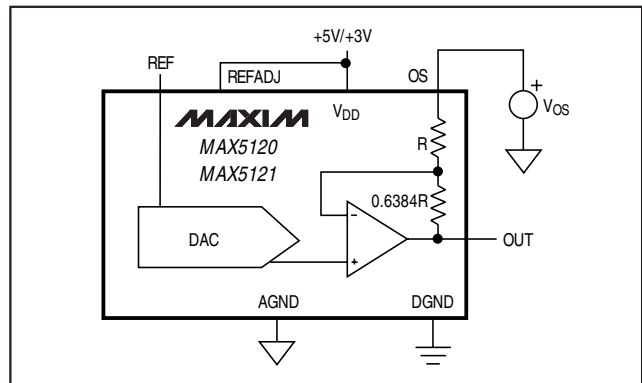 +5V/+3V
REF
REFADJ
OS
VDD
+
VOS
MAXIM
MAX5120
MAX5121
R
0.6384R
DAC
−
+
OUT
AGND
DGND